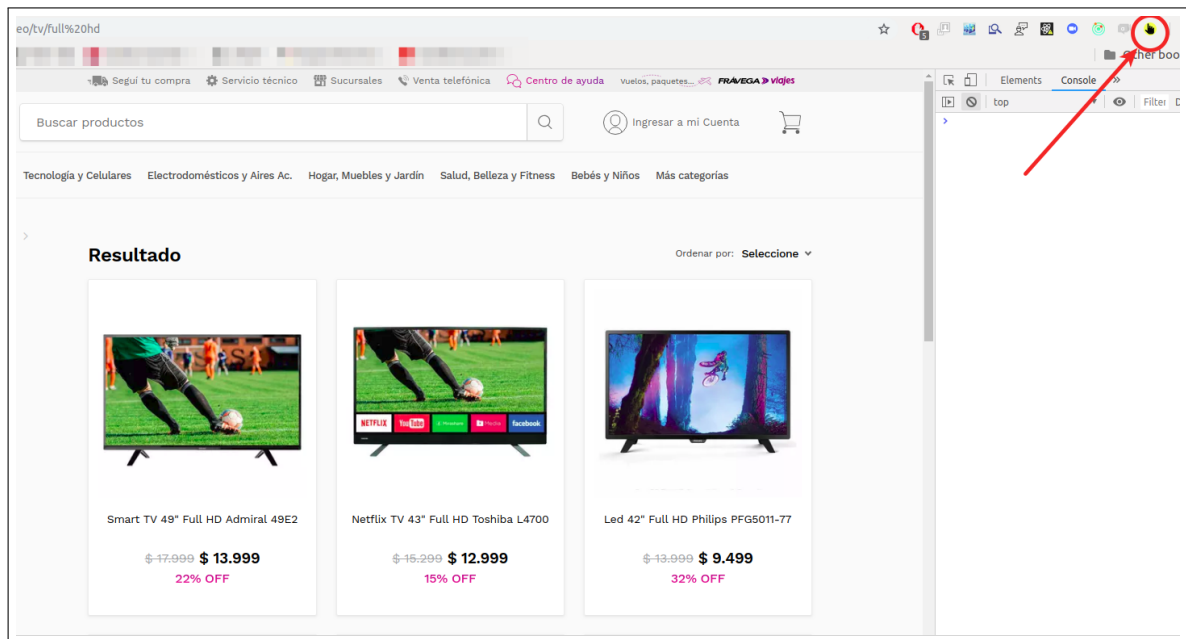 eo/tv/full%20hd
5
Other boo
Seguí tu compra Servicio técnico Sucursales Venta telefónica Centro de ayuda vuelos, paquetes... FRAVEGA viajes
Elements Console »
top Filter D
Buscar productos
Ingresar a mi Cuenta
Tecnología y Celulares Electrodomésticos y Aires Ac. Hogar, Muebles y Jardín Salud, Belleza y Fitness Bebés y Niños Más categorías
Resultado
Ordenar por: Seleccione
NETFLIX YouTube Media facebook
Smart TV 49" Full HD Admiral 49E2
$ 17.999 $ 13.999
22% OFF
Netflix TV 43" Full HD Toshiba L4700
$ 15.299 $ 12.999
15% OFF
Led 42" Full HD Philips PFG5011-77
$ 13.999 $ 9.499
32% OFF